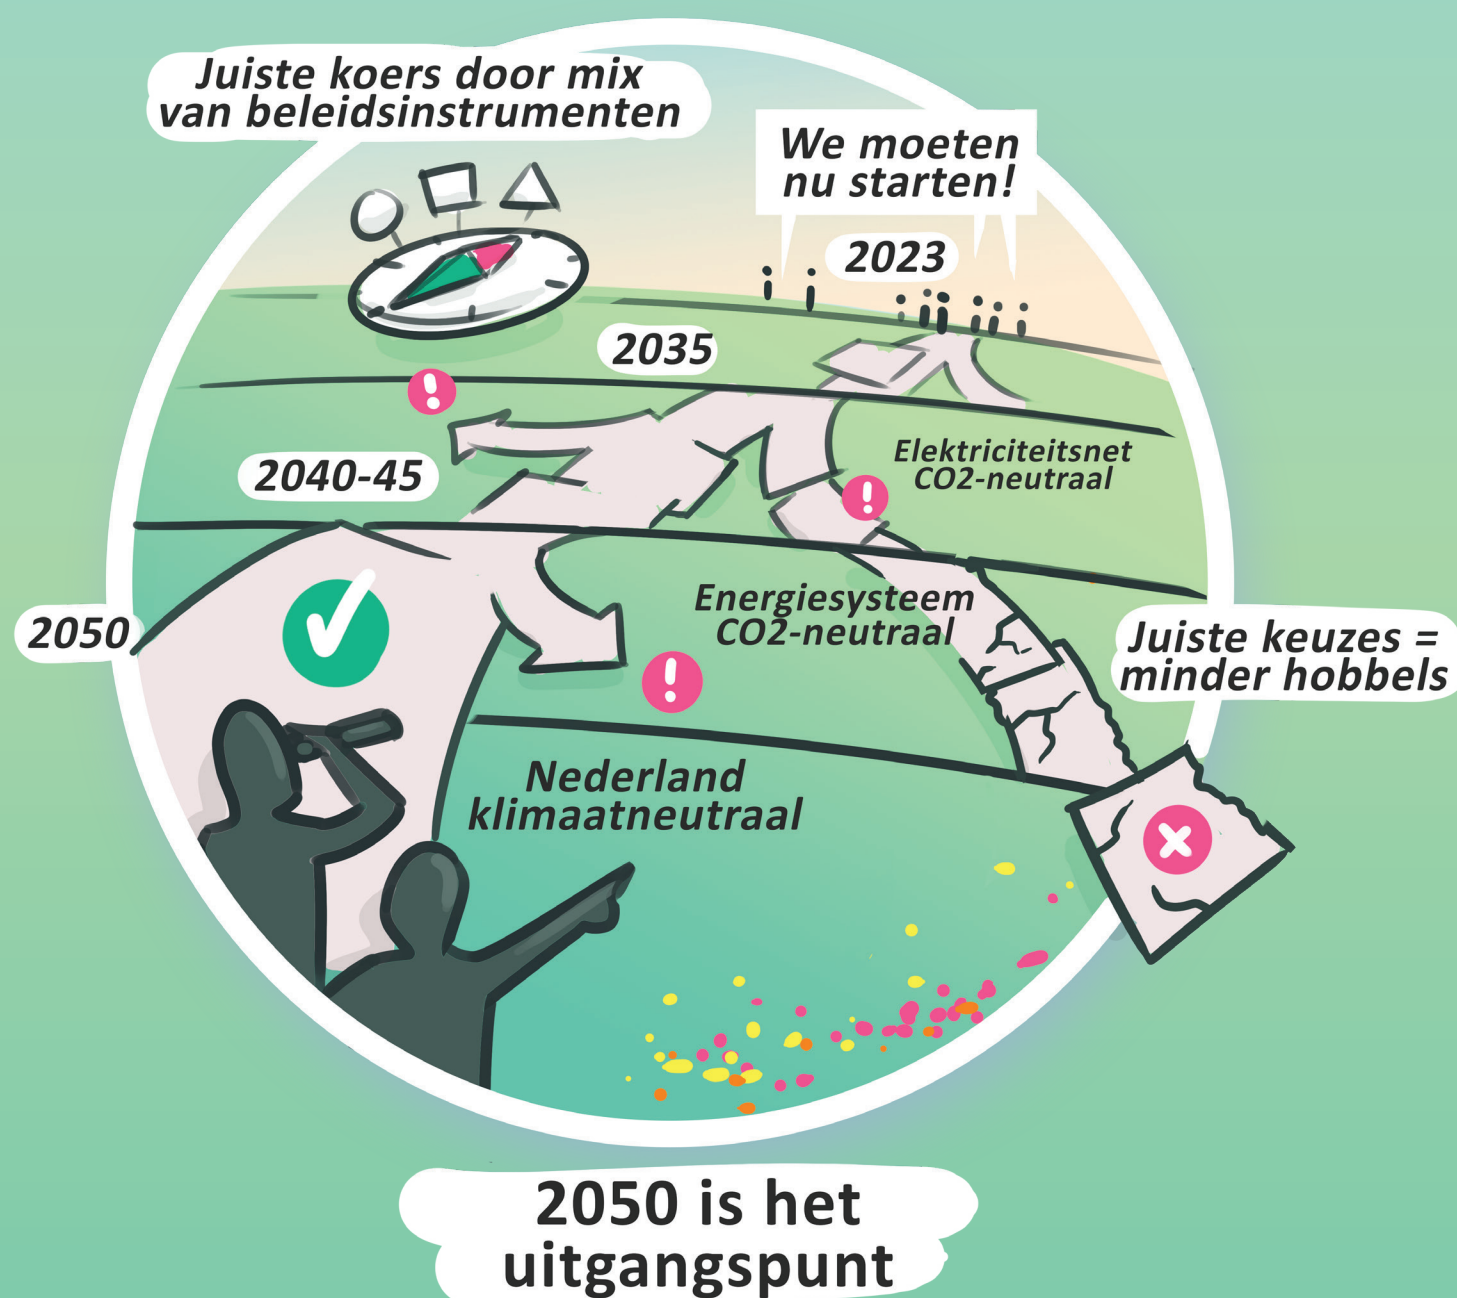 Juiste koers door mix
van beleidsinstrumenten
We moeten
nu starten!
2023
2035
2040-45
Elektriciteitsnet
CO2-neutraal
2050
Energiesysteem
CO2-neutraal
Juiste keuzes =
minder hobbels
Nederland
klimaatneutraal
2050 is het
uitgangspunt